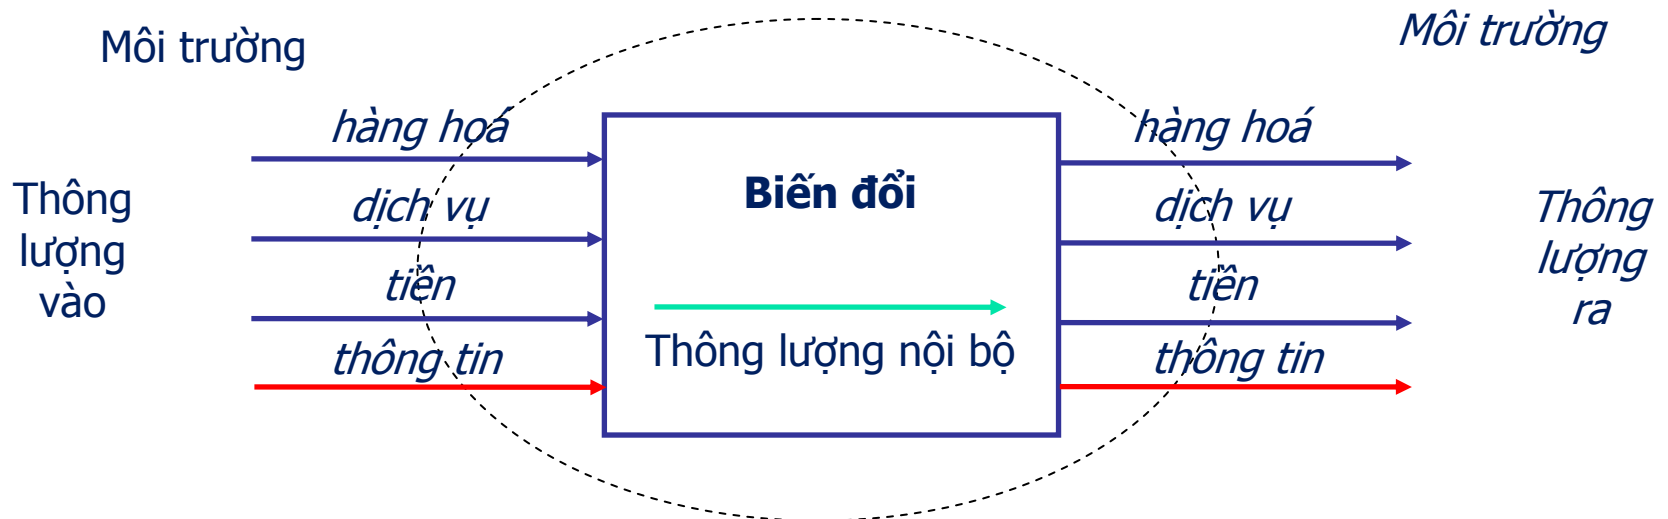 Môi trường
Môi trường
hàng hoá
hàng hoá
Thông
lượng
vào
Biến đổi
Thông
lượng
ra
dịch vụ
dịch vụ
tiền
tiền
Thông lượng nội bộ
thông tin
thông tin